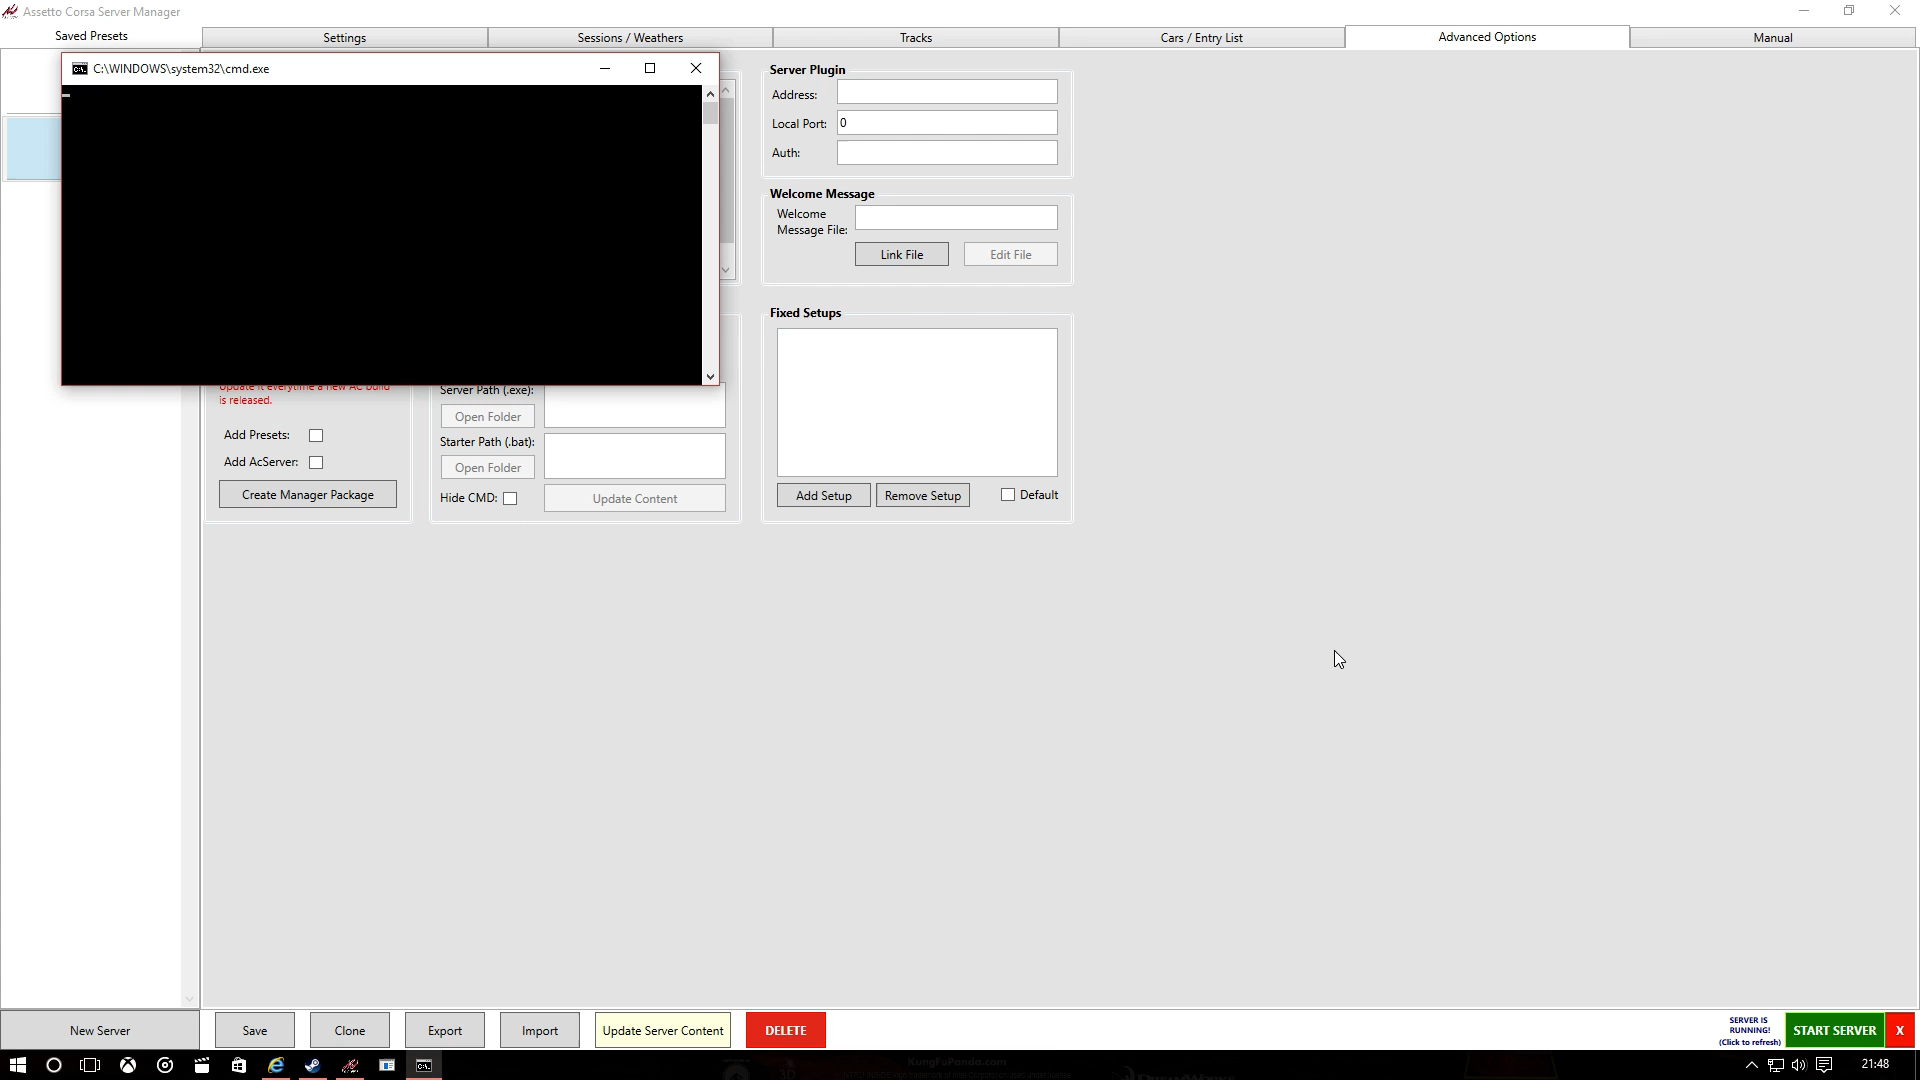 Assetto Corsa Server Manager
Saved Presets
Settings
Sessions / Weathers
Tracks
Cars / Entry List
Advanced Options
Manual
C:\WINDOWS\system32\cmd.exe
Server Plugin
Address:
Local Port:
0
Auth:
Welcome Message
Welcome
Message File:
Link File
Edit File
Fixed Setups
Update it everytime a new AC build
is released.
Server Path (.exe):
Open Folder
Add Presets:
Starter Path (.bat):
Add AcServer:
Open Folder
Create Manager Package
Hide CMD:
Update Content
Add Setup
Remove Setup
Default
New Server
Save
Clone
Export
Import
Update Server Content
DELETE
SERVER IS
RUNNING!
(Click to refresh)
START SERVER
X
KungFuPanda.com
21:48